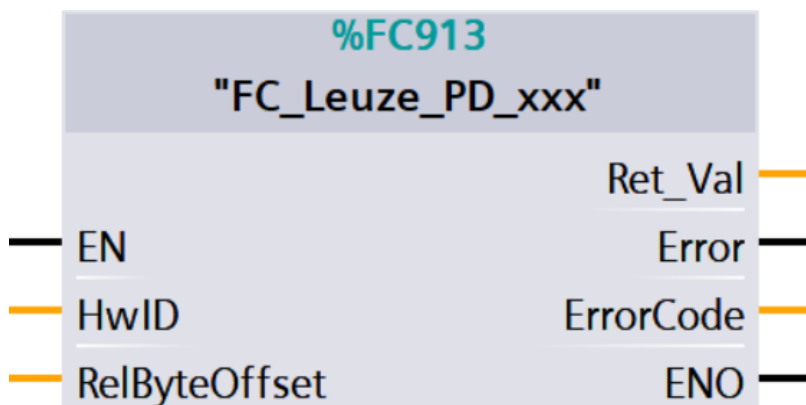 %FC913
"FC_Leuze_PD_xxx"
Ret_Val
EN Error
HwID ErrorCode
RelByteOffset ENO